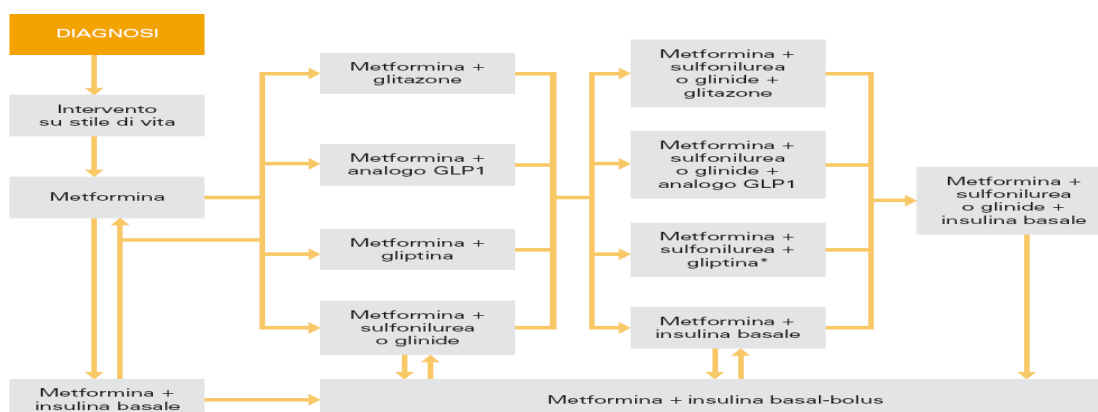 DIAGNOSI
Intervento
su stile di vita
Metformina
Metformina +
insulina basale
Metformina +
glitazone
Metformina +
analogo GLP1
Metformina +
gliptina
Metformina +
sulfonilurea
o glinide
Metformina +
sulfonilurea
o glinide +
glitazone
Metformina +
sulfonilurea
o glinide +
analogo GLP1
Metformina +
sulfonilurea +
gliptina*
Metformina +
insulina basale
Metformina +
sulfonilurea
o glinide +
insulina basale
Metformina + insulina basal-bolus